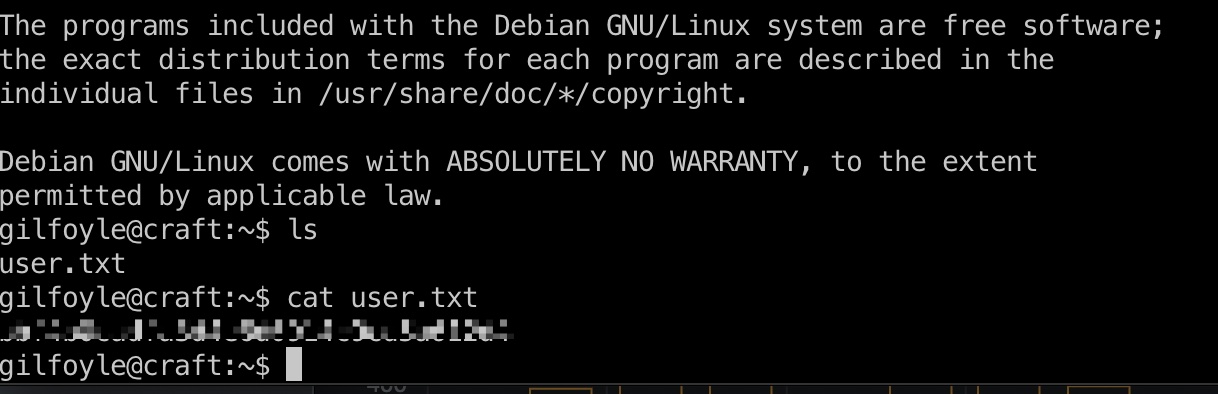 The programs included with the Debian GNU/Linux system are free software;
the exact distribution terms for each program are described in the
individual files in /usr/share/doc/*/copyright.
Debian GNU/Linux comes with ABSOLUTELY NO WARRANTY, to the extent
permitted by applicable law.
gilfoyle@craft:~$ ls
user.txt
gilfoyle@craft:~$ cat user.txt
gilfoyle@craft:~$